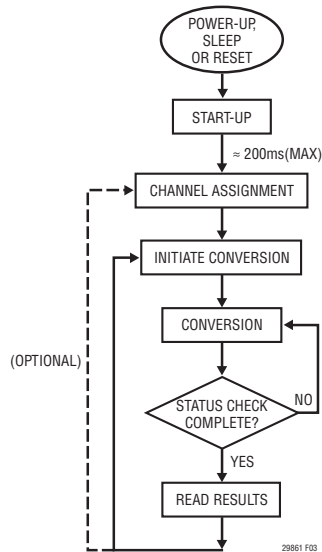 POWER-UP,
SLEEP
OR RESET
START-UP
≈ 200ms(MAX)
CHANNEL ASSIGNMENT
INITIATE CONVERSION
CONVERSION
(OPTIONAL)
STATUS CHECK
COMPLETE?
NO
YES
READ RESULTS
29861 F03